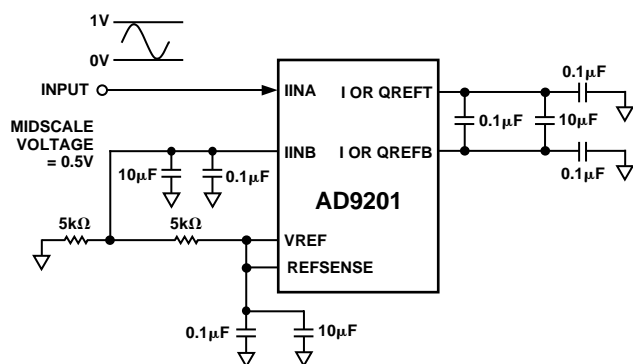 1V
0V
INPUT
MIDSCALE
VOLTAGE
= 0.5V
IINA
I OR QREFT
0.1µF
0.1µF
10µF
IINB
I OR QREFB
10µF
0.1µF
0.1µF
AD9201
5kΩ
5kΩ
VREF
REFSENSE
0.1µF
10µF